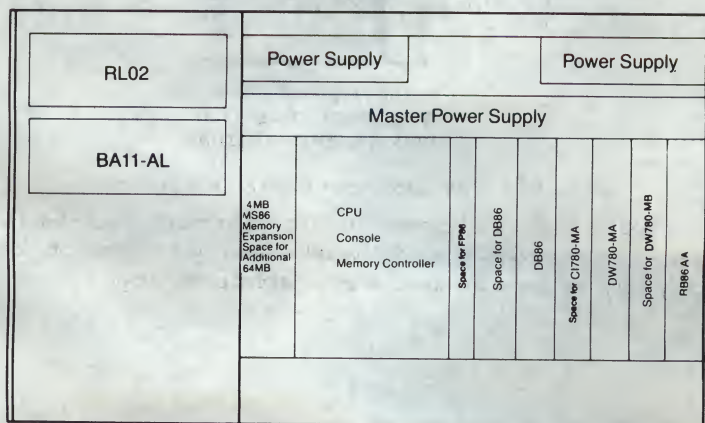 RL02
BA11-AL
Power Supply
Power Supply
Master Power Supply
4MB
MS86
Memory
Expansion
Space for
Additional
64MB
CPU
Console
Memory Controller
Space for FP86
Space for DB86
DB86
Space for CI780-MA
DW780-MA
Space for DW780-MB
RB86 AA